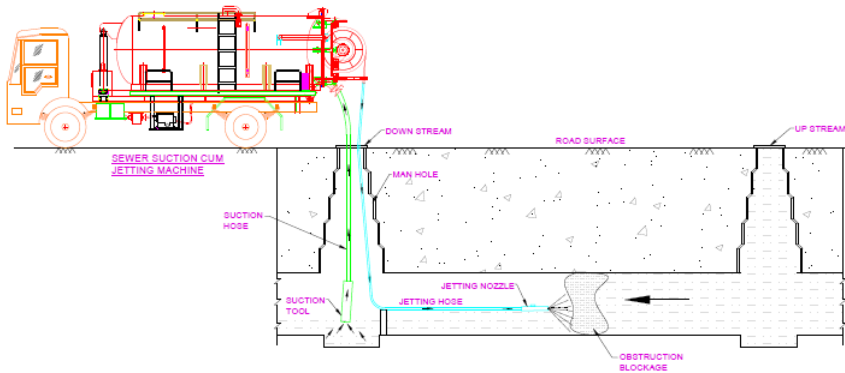 DOWN STREAM
ROAD SURFACE
UP STREAM
SEWER SUCTION CUM
JETTING MACHINE
MAN HOLE
SUCTION
HOSE
JETTING NOZZLE
JETTING HOSE
SUCTION
TOOL
OBSTRUCTION
BLOCKAGE